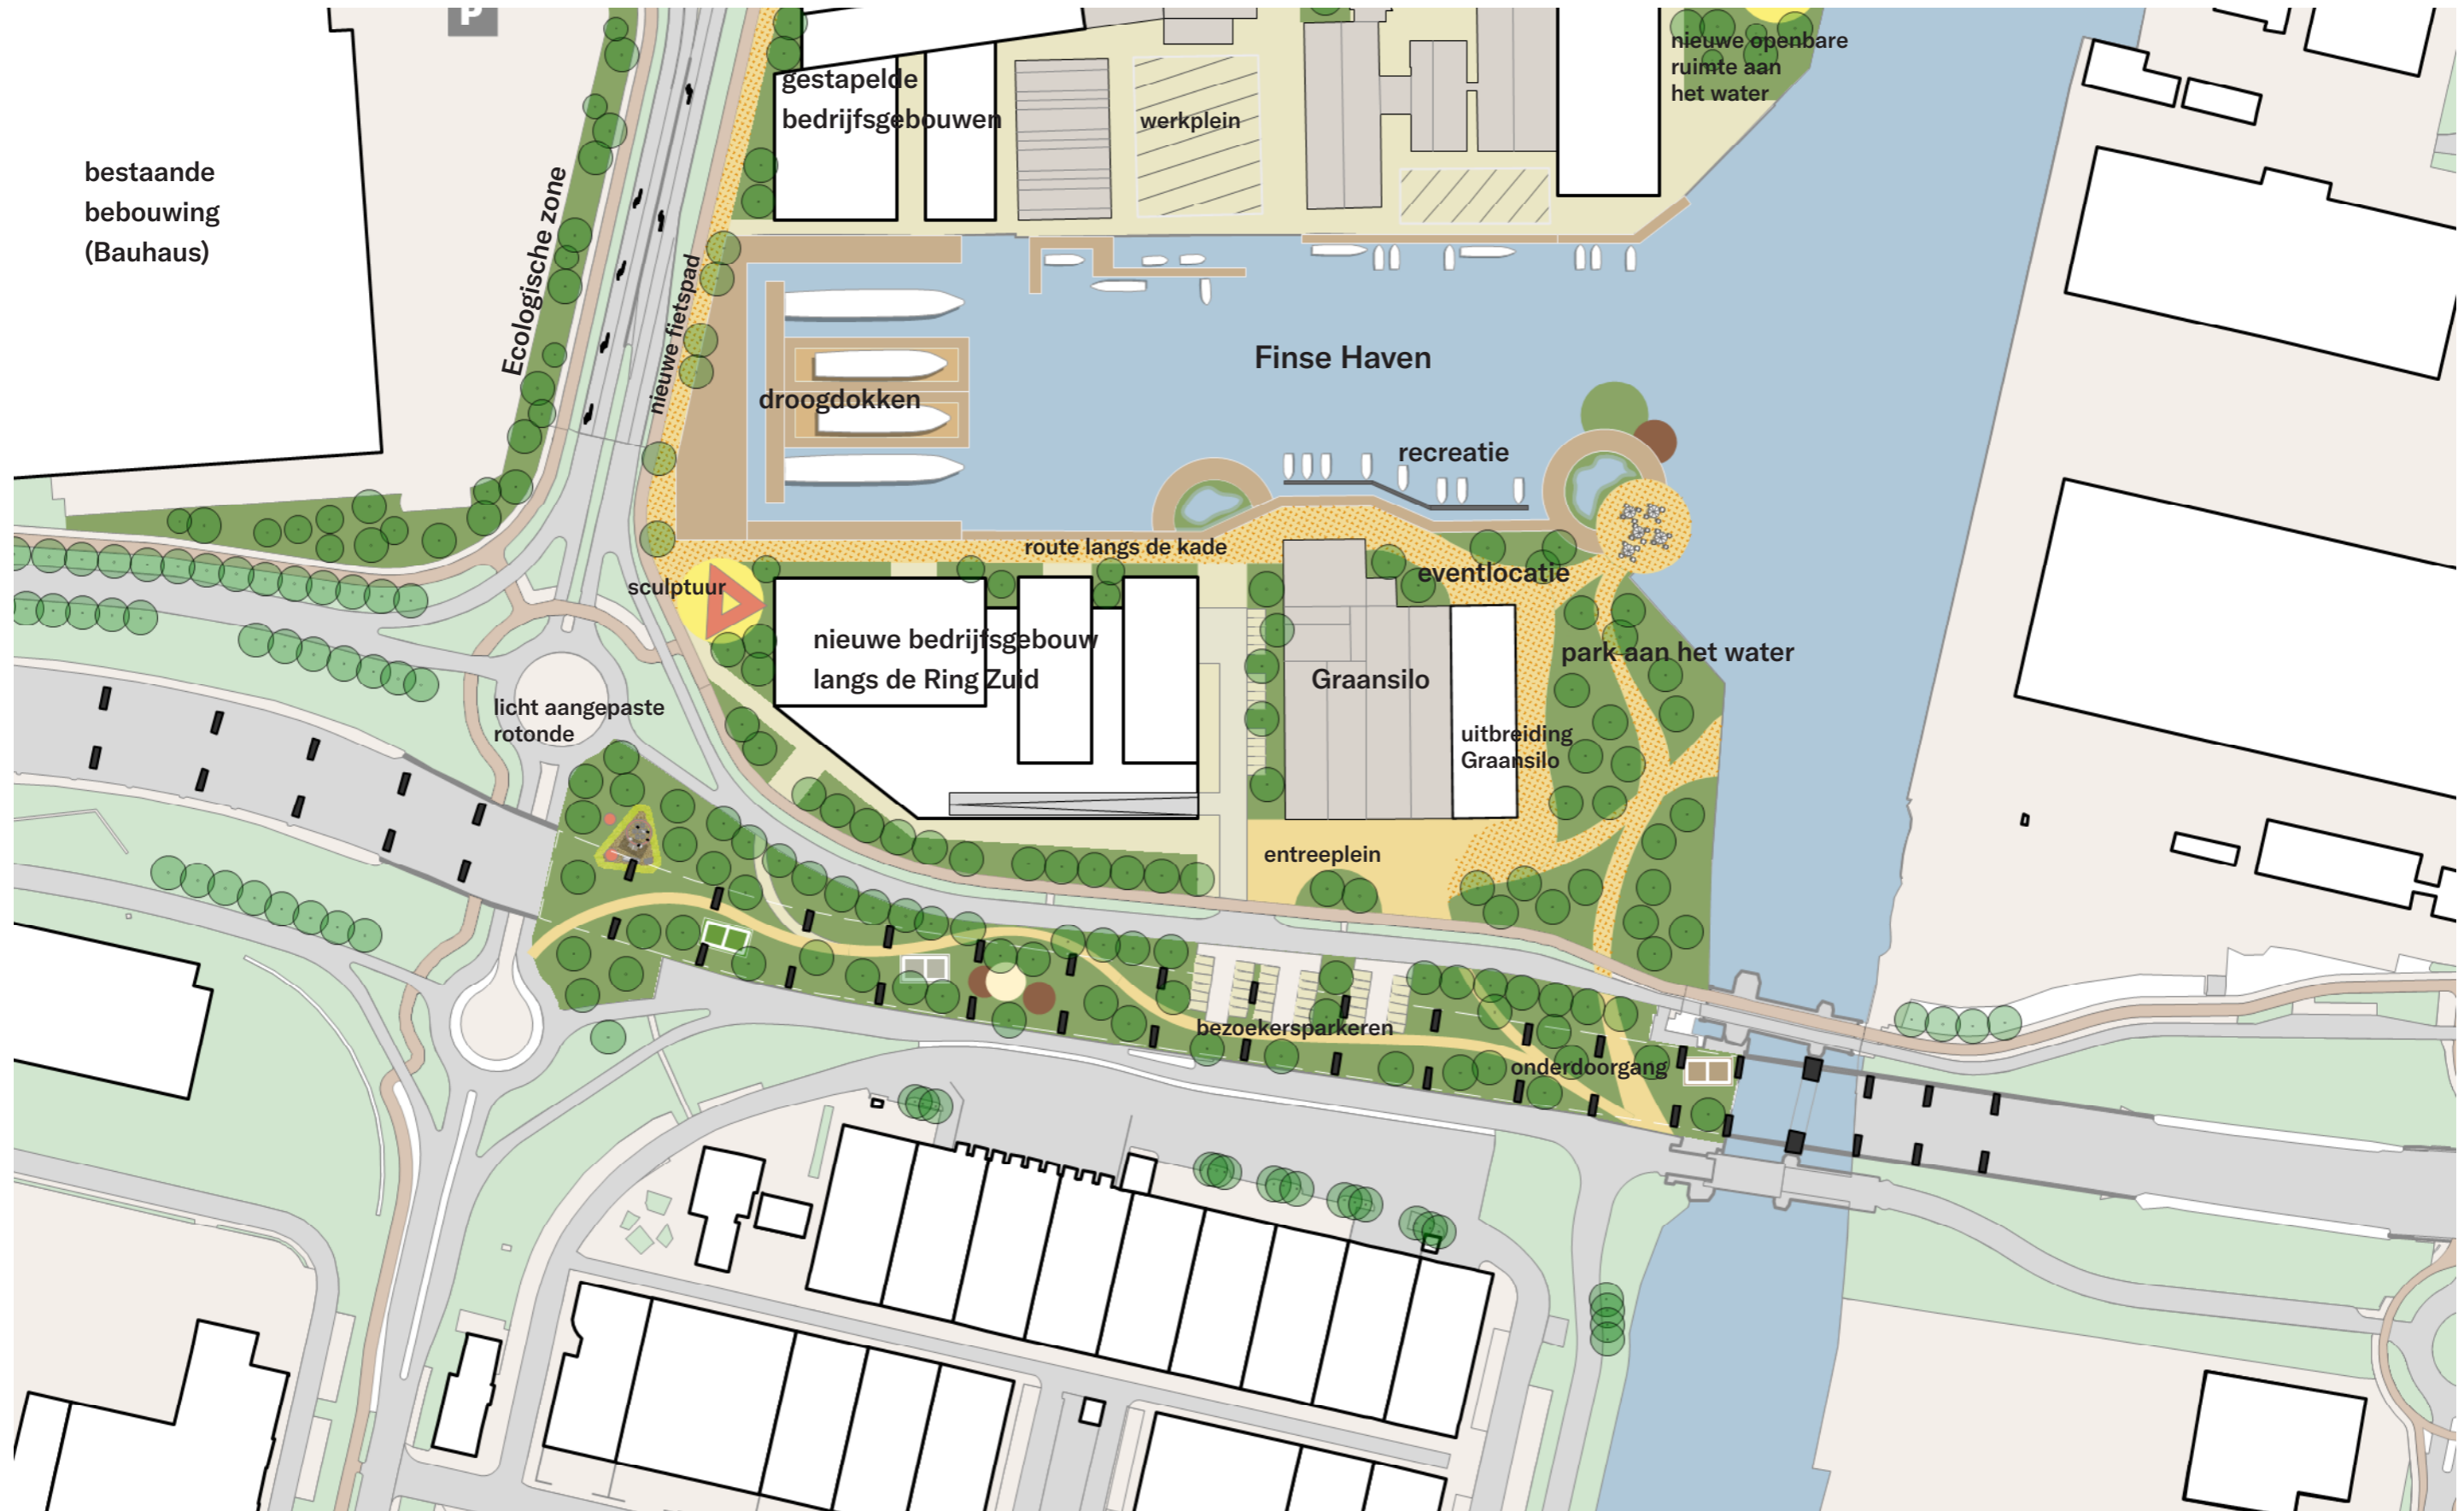 P
nieuwe openbare
ruimte aan
het water
gestapelde
bedrijfsgebouwen
werkplein
bestaande
bebouwing
(Bauhaus)
Ecologische zone
nieuwe fietspad
Finse Haven
droogdokken
recreatie
route langs de kade
eventlocatie
sculptuur
nieuwe bedrijfsgebouw
langs de Ring Zuid
park aan het water
Graansilo
licht aangepaste
rotonde
uitbreiding
Graansilo
entreeplein
bezoekersparkeren
onderdoorgang